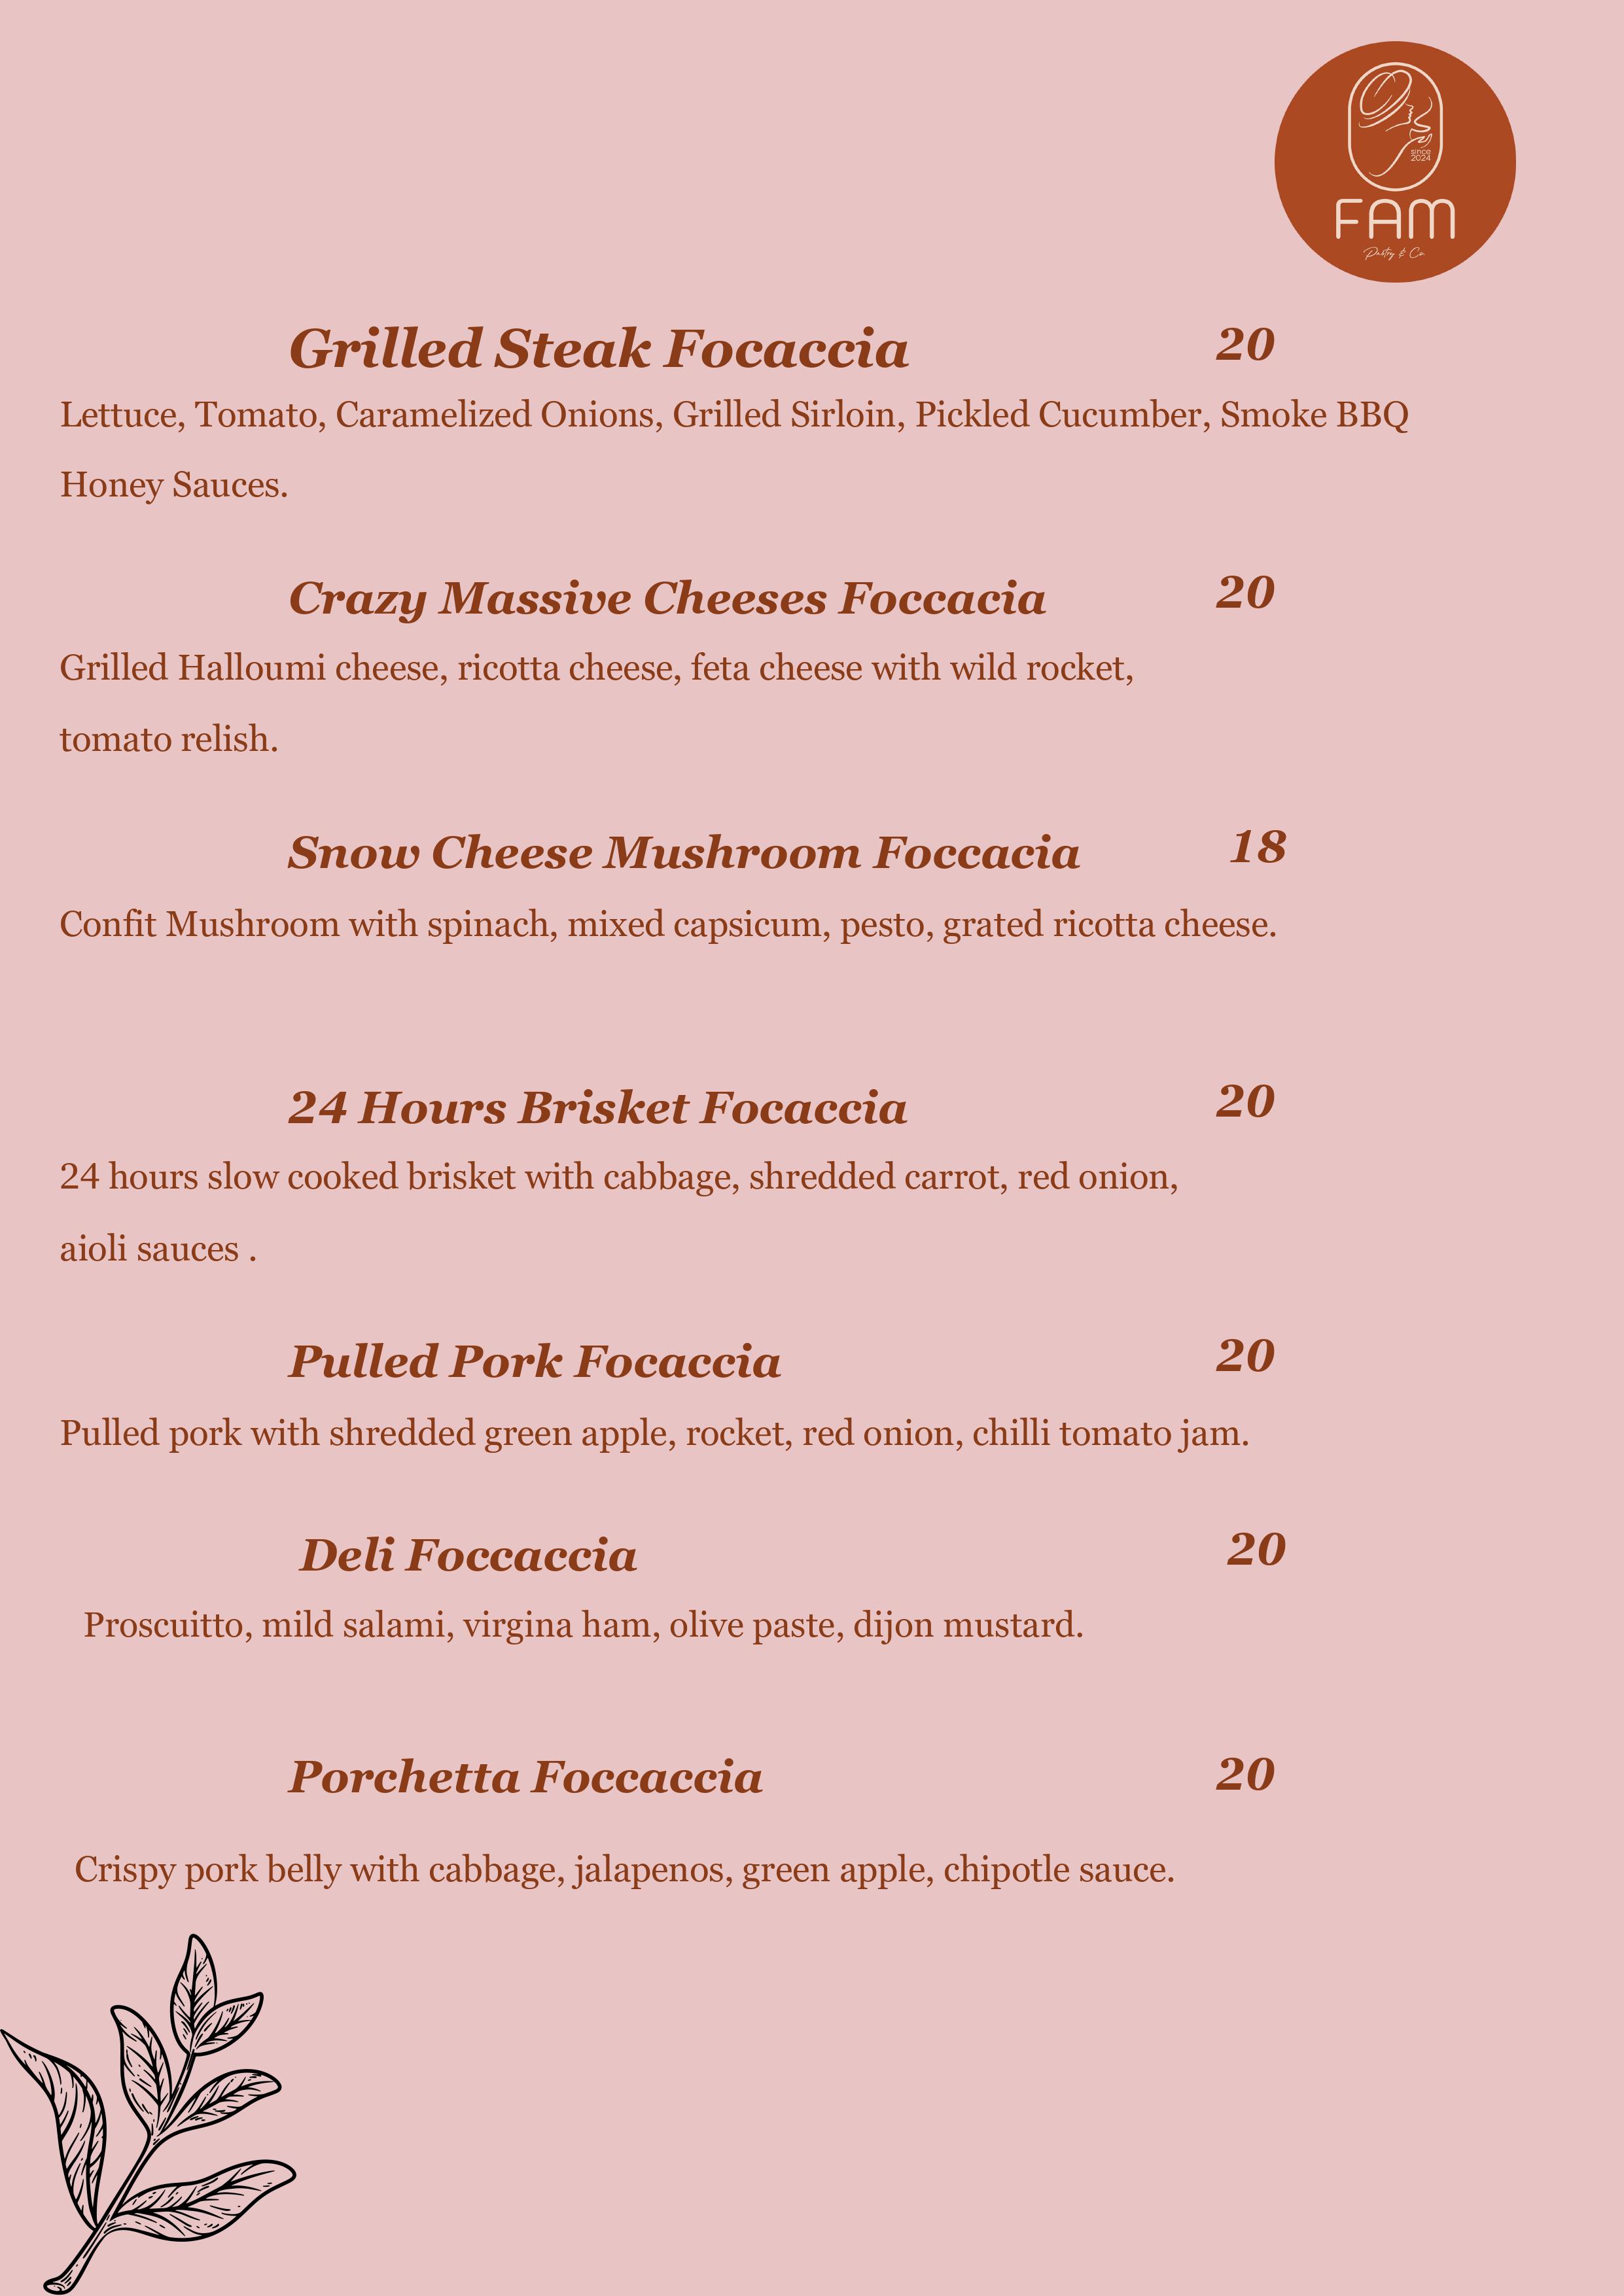 since
2024
FAM
Pastry & Co.
Grilled Steak Focaccia 20
Lettuce, Tomato, Caramelized Onions, Grilled Sirloin, Pickled Cucumber, Smoke BBQ
Honey Sauces.
Crazy Massive Cheeses Foccacia 20
Grilled Halloumi cheese, ricotta cheese, feta cheese with wild rocket,
tomato relish.
Snow Cheese Mushroom Foccacia 18
Confit Mushroom with spinach, mixed capsicum, pesto, grated ricotta cheese.
24 Hours Brisket Focaccia 20
24 hours slow cooked brisket with cabbage, shredded carrot, red onion,
aioli sauces .
Pulled Pork Focaccia 20
Pulled pork with shredded green apple, rocket, red onion, chilli tomato jam.
Deli Foccaccia 20
Proscuitto, mild salami, virgina ham, olive paste, dijon mustard.
Porchetta Foccaccia 20
Crispy pork belly with cabbage, jalapenos, green apple, chipotle sauce.